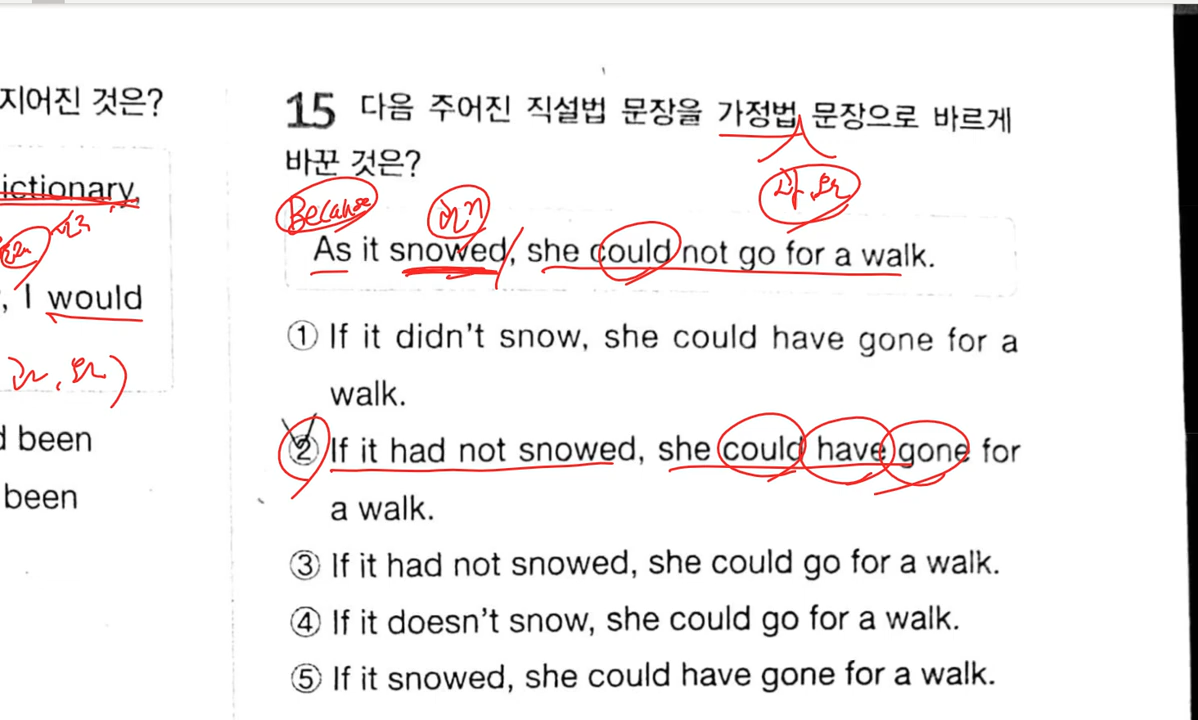 지어진 것은?
ictionary,
, I would
d been
been
15 다음 주어진 직설법 문장을 가정법 문장으로 바르게
바꾼 것은?
Because
As it snowed, she could not go for a walk.
① If it didn't snow, she could have gone for a
walk.
② If it had not snowed, she could have gone for
a walk.
③ If it had not snowed, she could go for a walk.
④ If it doesn't snow, she could go for a walk.
⑤ If it snowed, she could have gone for a walk.